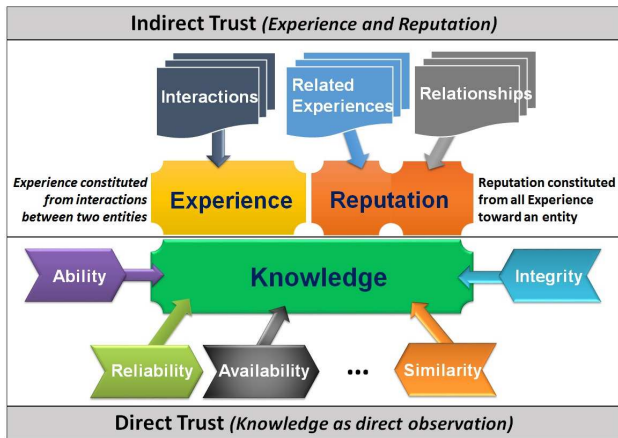 Indirect Trust (Experience and Reputation)
Interactions
Related
Experiences
Relationships
Experience constituted
from interactions
between two entities
Experience
Reputation
Reputation constituted
from all Experience
toward an entity
Ability
Knowledge
Integrity
Reliability
Availability
...
Similarity
Direct Trust (Knowledge as direct observation)